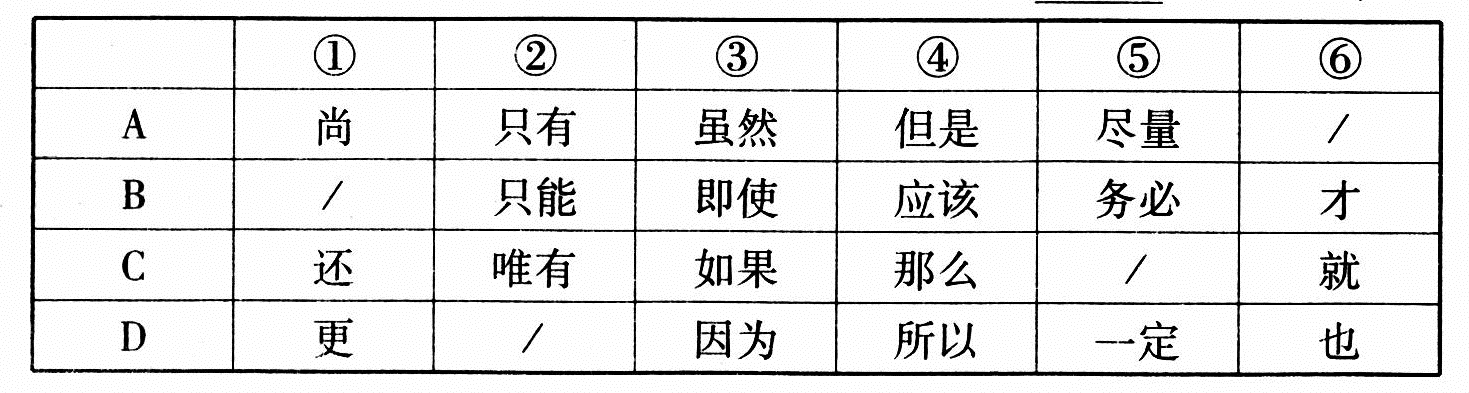 ① ② ③ ④ ⑤ ⑥
A 尚 只有 虽然 但是 尽量 /
B / 只能 即使 应该 务必 才
C 还 唯有 如果 那么 / 就
D 更 / 因为 所以 一定 也